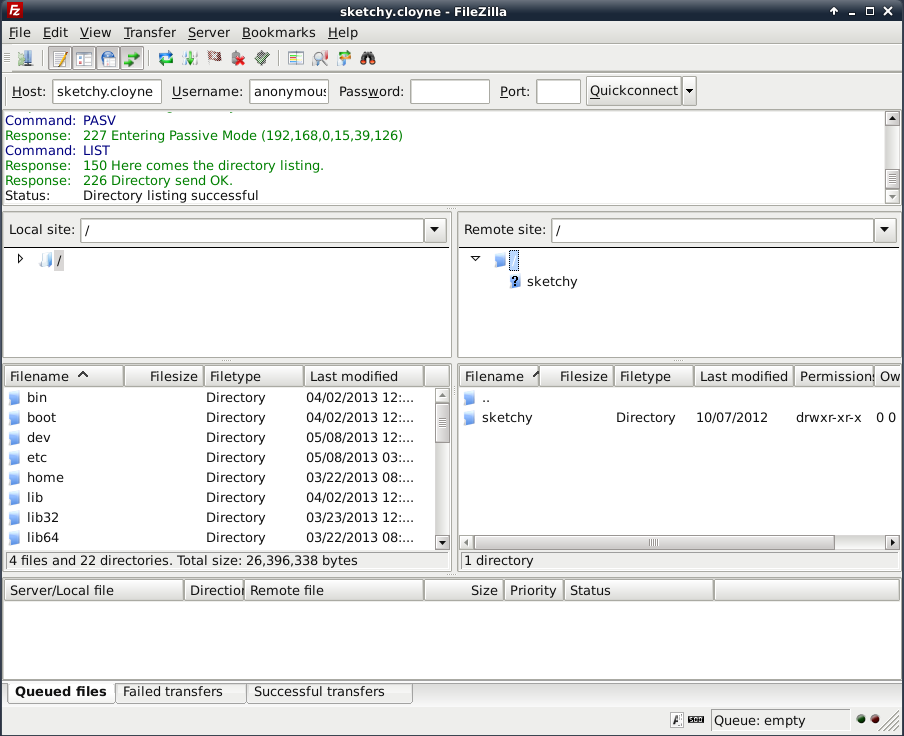 sketchy.cloyne - FileZilla
File Edit View Transfer Server Bookmarks Help
Host: sketchy.cloyne Username: anonymous Password: Port: Quickconnect
Command: PASV
Response: 227 Entering Passive Mode (192,168,0,15,39,126)
Command: LIST
Response: 150 Here comes the directory listing.
Response: 226 Directory send OK.
Status: Directory listing successful
Local site: /
Remote site: /
/
/
sketchy
Filename Filesize Filetype Last modified
bin Directory 04/02/2013 12:...
boot Directory 04/02/2013 12:...
dev Directory 05/08/2013 12:...
etc Directory 05/08/2013 03:...
home Directory 03/22/2013 08:...
lib Directory 04/02/2013 12:...
lib32 Directory 03/23/2013 12:...
lib64 Directory 03/22/2013 08:...
4 files and 22 directories. Total size: 26,396,338 bytes
Filename Filesize Filetype Last modified Permissions Ow
..
sketchy Directory 10/07/2012 drwxr-xr-x 0 0
1 directory
Server/Local file Direction Remote file Size Priority Status
Queued files Failed transfers Successful transfers
Queue: empty